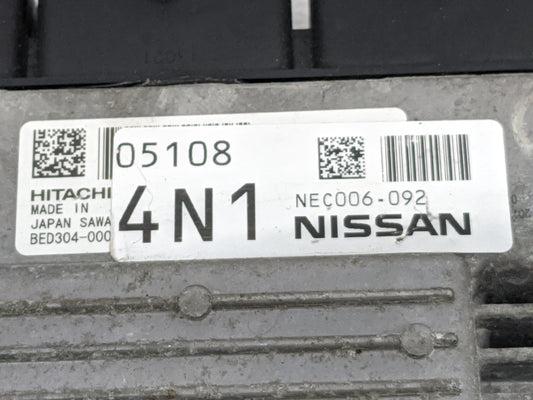 05108
4N1
NEC006-092
NISSAN
HITACHI
MADE IN
JAPAN SAWA
BED304-000